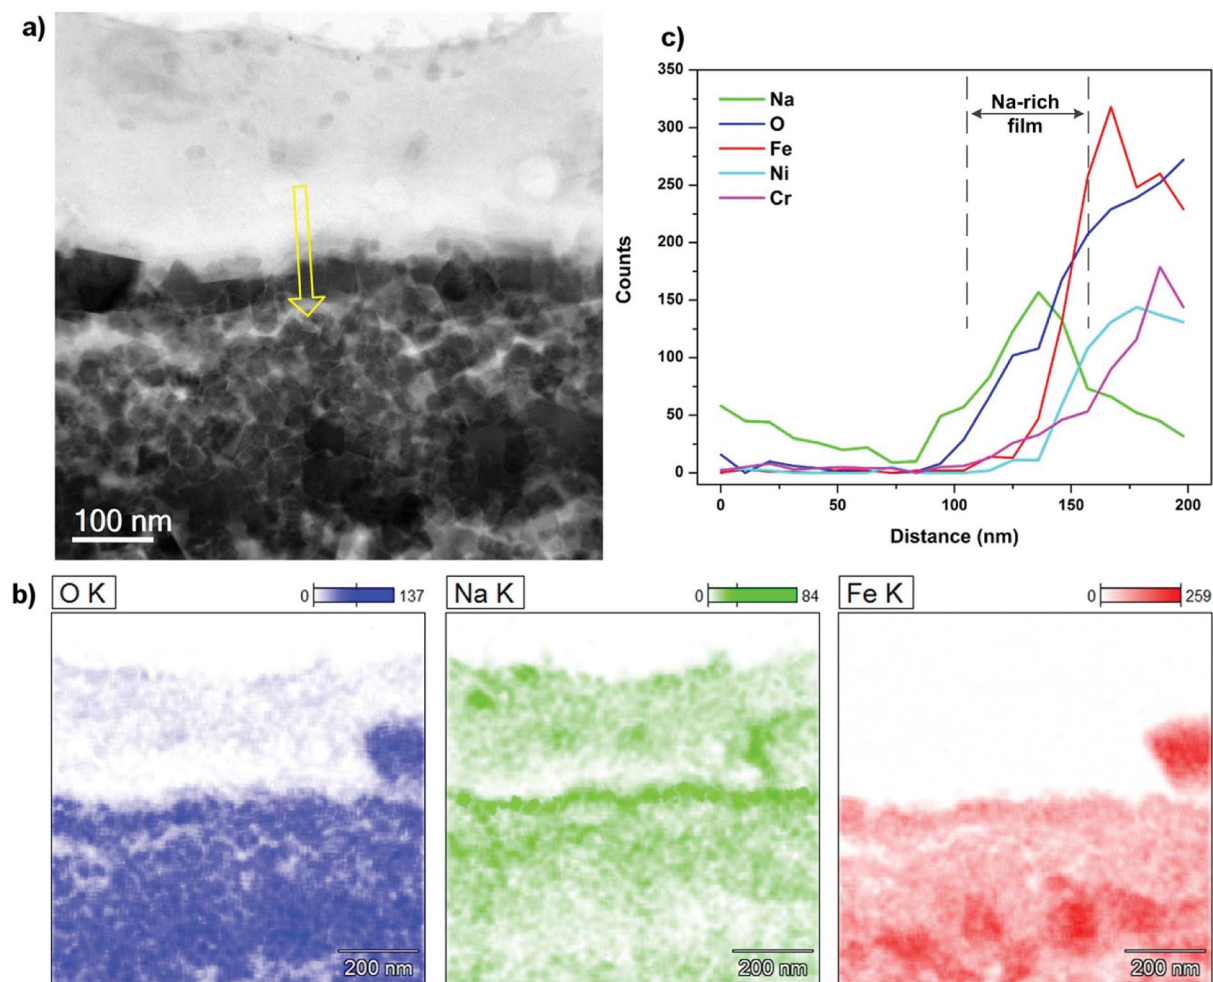 a)
100 nm
c)
350
300
250
200
150
100
50
0
Counts
Na
O
Fe
Ni
Cr
Na-rich
film
0 50 100 150 200
Distance (nm)
b)
O K
0 137
200 nm
Na K
0 84
200 nm
Fe K
0 259
200 nm